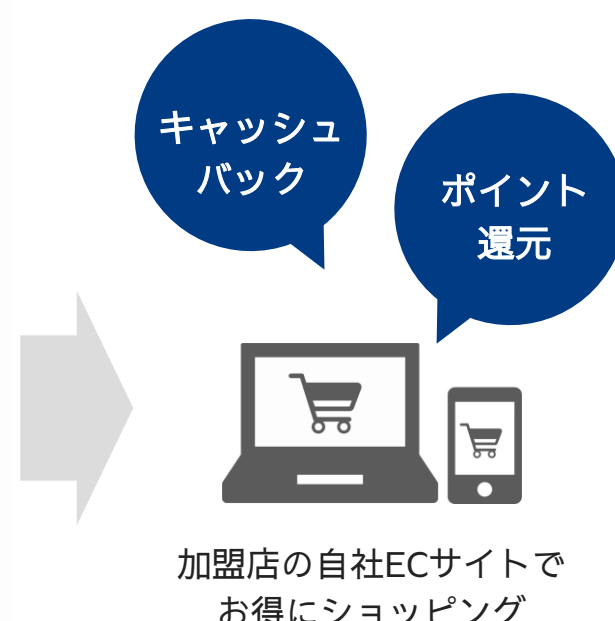 キャッシュ
バック
ポイント
還元
加盟店の自社ECサイトで
お得にショッピング